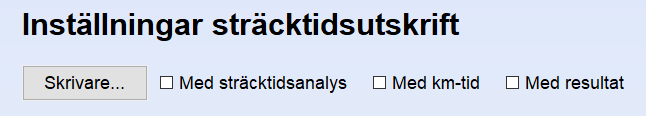 Inställningar sträcktidsutskrift
Skrivare... Med sträcktidsanalys Med km-tid Med resultat